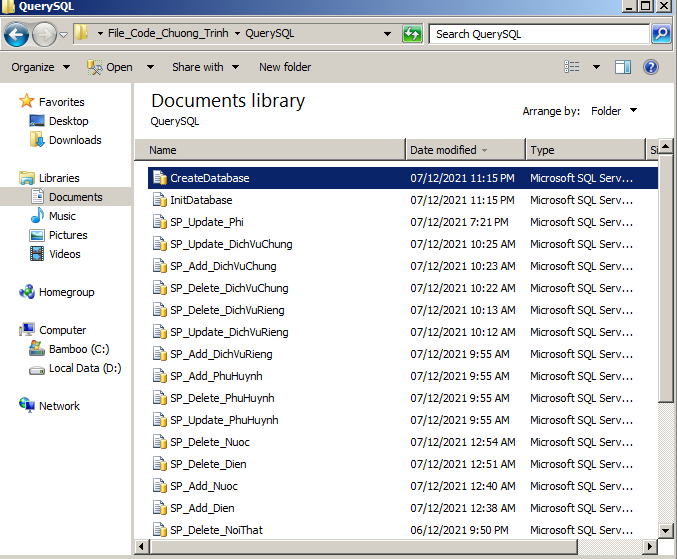 QuerySQL
File_Code_Chuong_Trinh QuerySQL Search QuerySQL
Organize Open Share with New folder
Favorites
Desktop
Downloads
Libraries
Documents
Music
Pictures
Videos
Homegroup
Computer
Bamboo (C:)
Local Data (D:)
Network
Documents library
QuerySQL
Arrange by: Folder
Name Date modified Type Si
CreateDatabase 07/12/2021 11:15 PM Microsoft SQL Serv...
InitDatabase 07/12/2021 11:15 PM Microsoft SQL Serv...
SP_Update_Phi 07/12/2021 7:21 PM Microsoft SQL Serv...
SP_Update_DichVuChung 07/12/2021 10:25 AM Microsoft SQL Serv...
SP_Add_DichVuChung 07/12/2021 10:23 AM Microsoft SQL Serv...
SP_Delete_DichVuChung 07/12/2021 10:22 AM Microsoft SQL Serv...
SP_Delete_DichVuRieng 07/12/2021 10:13 AM Microsoft SQL Serv...
SP_Update_DichVuRieng 07/12/2021 10:12 AM Microsoft SQL Serv...
SP_Add_DichVuRieng 07/12/2021 9:55 AM Microsoft SQL Serv...
SP_Add_PhuHuynh 07/12/2021 9:55 AM Microsoft SQL Serv...
SP_Delete_PhuHuynh 07/12/2021 9:55 AM Microsoft SQL Serv...
SP_Update_PhuHuynh 07/12/2021 9:55 AM Microsoft SQL Serv...
SP_Delete_Nuoc 07/12/2021 12:54 AM Microsoft SQL Serv...
SP_Delete_Dien 07/12/2021 12:51 AM Microsoft SQL Serv...
SP_Add_Nuoc 07/12/2021 12:40 AM Microsoft SQL Serv...
SP_Add_Dien 07/12/2021 12:38 AM Microsoft SQL Serv...
SP_Delete_NoiThat 06/12/2021 9:50 PM Microsoft SQL Serv...